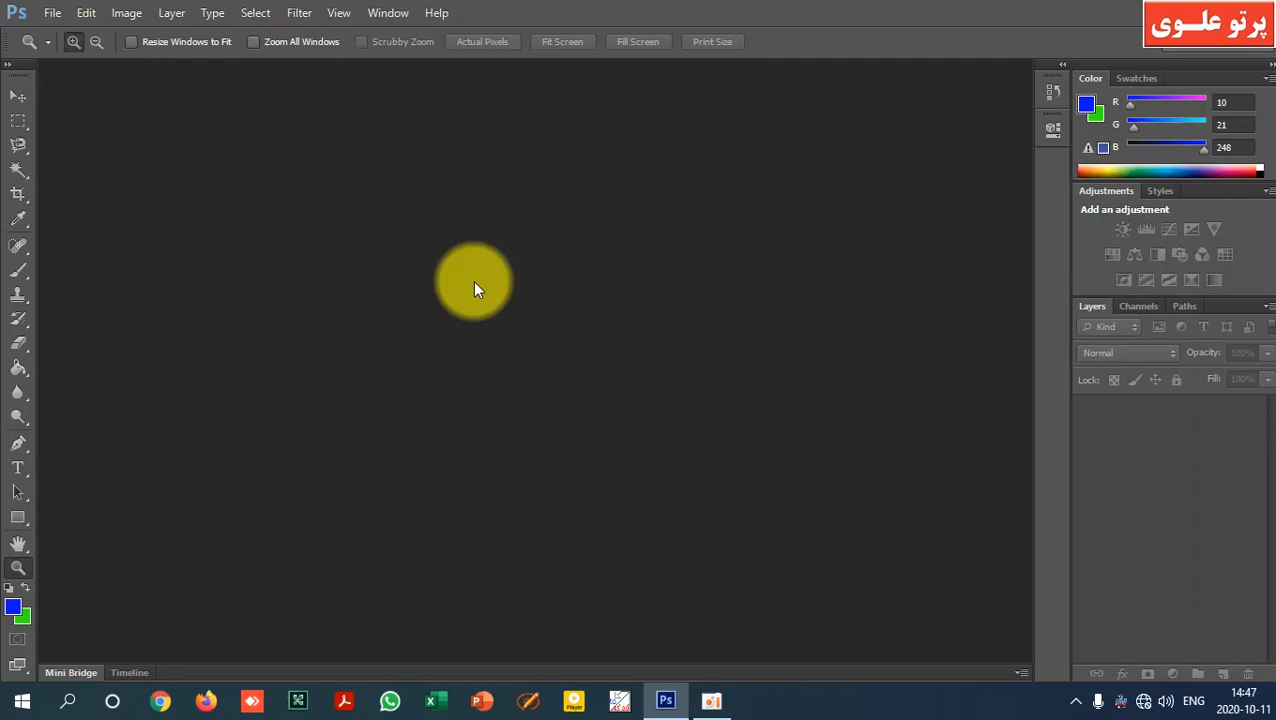 Ps File Edit Image Layer Type Select Filter View Window Help
پرتو علـــوی
Resize Windows to Fit Zoom All Windows Scrubby Zoom Actual Pixels Fit Screen Fill Screen Print Size
Color Swatches
R 10
G 21
B 248
Adjustments Styles
Add an adjustment
Layers Channels Paths
Kind
Normal Opacity: 100%
Lock: Fill: 100%
T
Mini Bridge Timeline
Player
Ps
ENG
14:47
2020-10-11